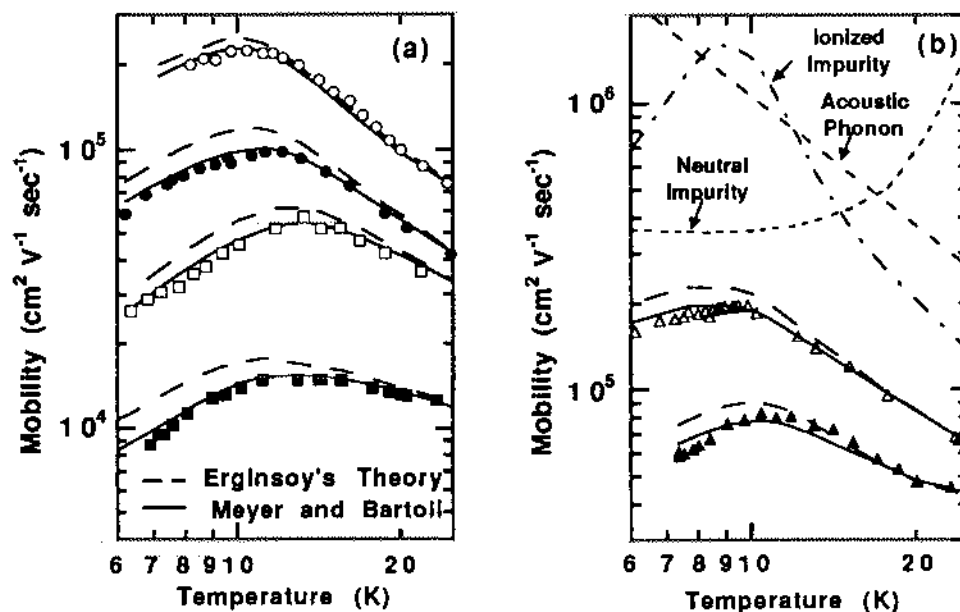 (a)
Mobility (cm² V⁻¹ sec⁻¹)
10⁵
10⁴
— — Erginsoy's Theory
—— Meyer and Bartoli
6 7 8 9 10 20
Temperature (K)
(b)
Ionized
Impurity
Acoustic
Phonon
Neutral
Impurity
Mobility (cm² V⁻¹ sec⁻¹)
10⁶
10⁵
6 7 8 9 10 20
Temperature (K)